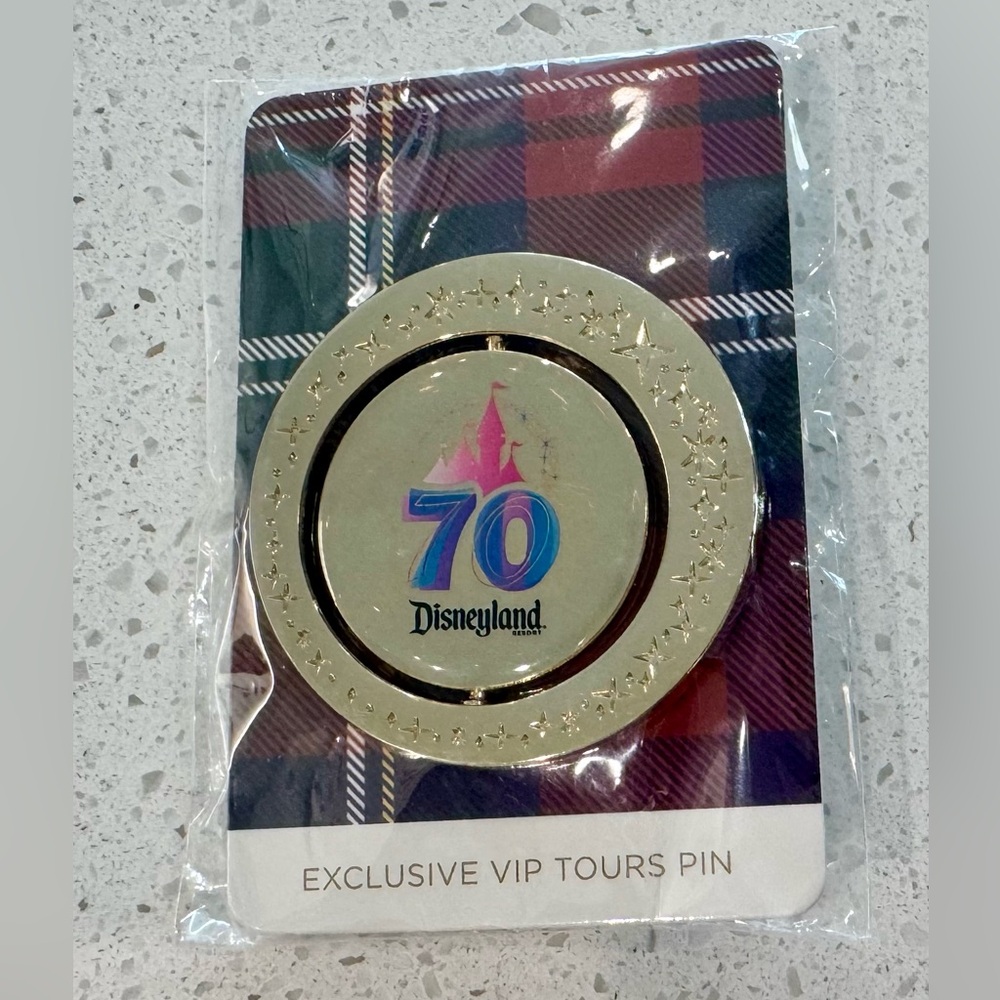 70
Disneyland
RESORT
EXCLUSIVE VIP TOURS PIN